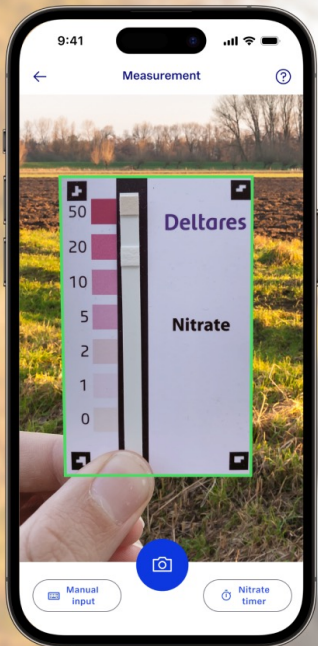 9:41
Measurement
50
20
10
5
2
1
0
Deltares
Nitrate
Manual
input
Nitrate
timer